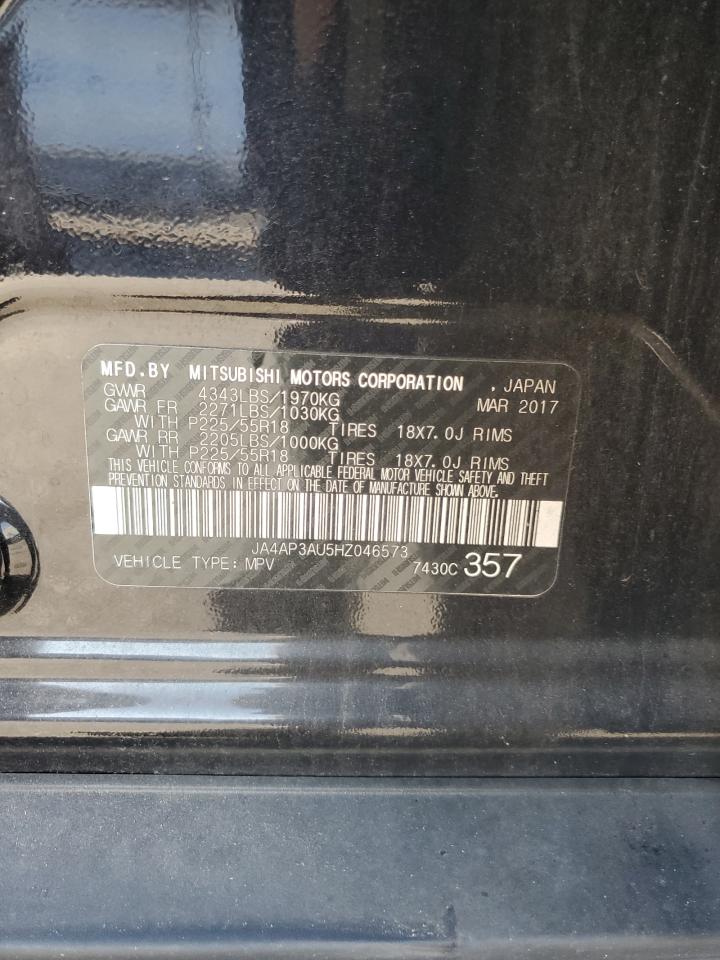 MFD.BY MITSUBISHI MOTORS CORPORATION , JAPAN
GVWR 4343LBS/1970KG MAR 2017
GAWR FR 2271LBS/1030KG
WITH P225/55R18 TIRES 18X7.0J RIMS
GAWR RR 2205LBS/1000KG
WITH P225/55R18 TIRES 18X7.0J RIMS
THIS VEHICLE CONFORMS TO ALL APPLICABLE FEDERAL MOTOR VEHICLE SAFETY AND THEFT
PREVENTION STANDARDS IN EFFECT ON THE DATE OF MANUFACTURE SHOWN ABOVE.
JA4AP3AU5HZ046573
VEHICLE TYPE: MPV 7430C 357